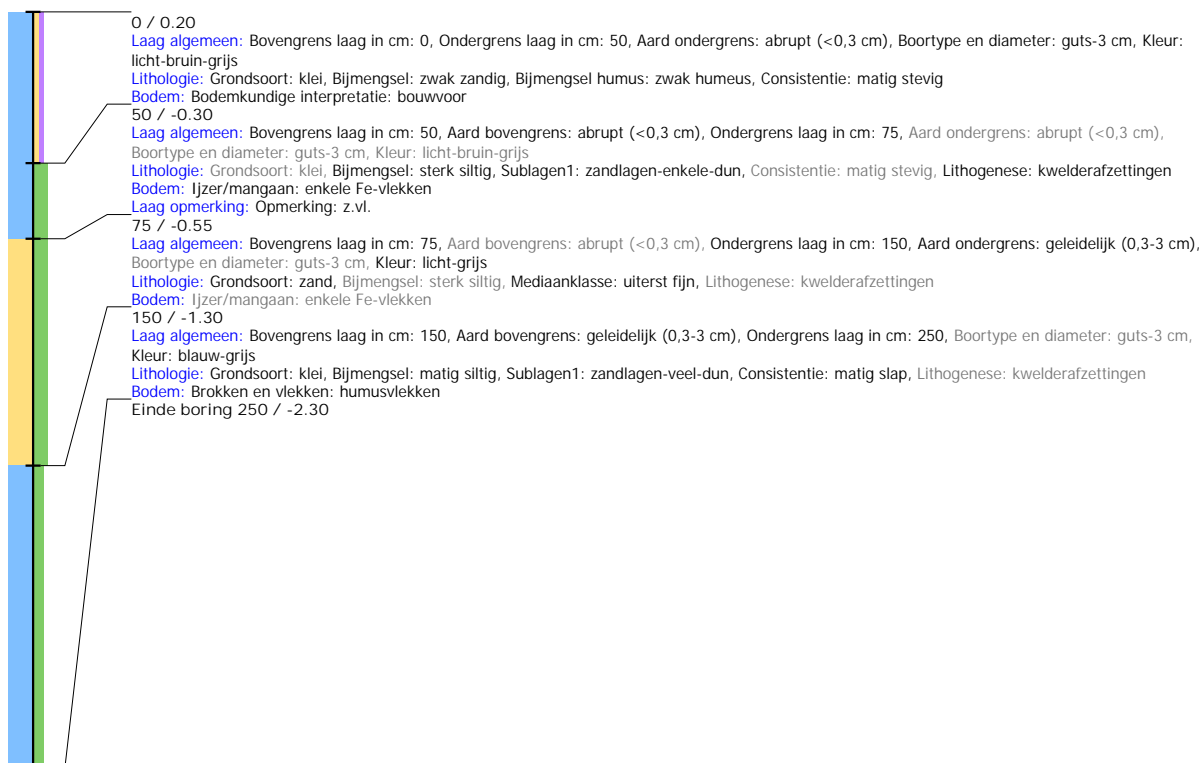 0 / 0.20
Laag algemeen: Bovengrens laag in cm: 0, Ondergrens laag in cm: 50, Aard ondergrens: abrupt (<0,3 cm), Boortype en diameter: guts-3 cm, Kleur:
licht-bruin-grijs
Lithologie: Grondsoort: klei, Bijmengsel: zwak zandig, Bijmengsel humus: zwak humeus, Consistentie: matig stevig
Bodem: Bodemkundige interpretatie: bouwvoor
50 / -0.30
Laag algemeen: Bovengrens laag in cm: 50, Aard bovengrens: abrupt (<0,3 cm), Ondergrens laag in cm: 75, Aard ondergrens: abrupt (<0,3 cm),
Boortype en diameter: guts-3 cm, Kleur: licht-bruin-grijs
Lithologie: Grondsoort: klei, Bijmengsel: sterk siltig, Sublagen1: zandlagen-enkele-dun, Consistentie: matig stevig, Lithogenese: kwelderafzettingen
Bodem: Ijzer/mangaan: enkele Fe-vlekken
Laag opmerking: Opmerking: z.vl.
75 / -0.55
Laag algemeen: Bovengrens laag in cm: 75, Aard bovengrens: abrupt (<0,3 cm), Ondergrens laag in cm: 150, Aard ondergrens: geleidelijk (0,3-3 cm),
Boortype en diameter: guts-3 cm, Kleur: licht-grijs
Lithologie: Grondsoort: zand, Bijmengsel: sterk siltig, Mediaanklasse: uiterst fijn, Lithogenese: kwelderafzettingen
Bodem: Ijzer/mangaan: enkele Fe-vlekken
150 / -1.30
Laag algemeen: Bovengrens laag in cm: 150, Aard bovengrens: geleidelijk (0,3-3 cm), Ondergrens laag in cm: 250, Boortype en diameter: guts-3 cm,
Kleur: blauw-grijs
Lithologie: Grondsoort: klei, Bijmengsel: matig siltig, Sublagen1: zandlagen-veel-dun, Consistentie: matig slap, Lithogenese: kwelderafzettingen
Bodem: Brokken en vlekken: humusvlekken
Einde boring 250 / -2.30